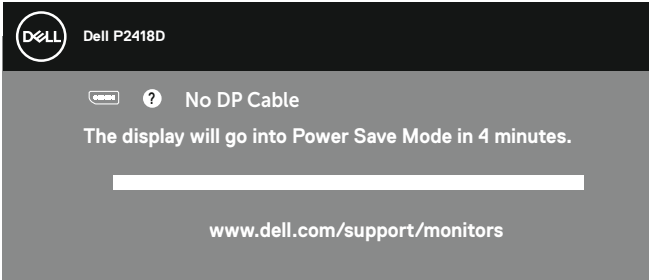 DELL
Dell P2418D
? No DP Cable
The display will go into Power Save Mode in 4 minutes.
www.dell.com/support/monitors